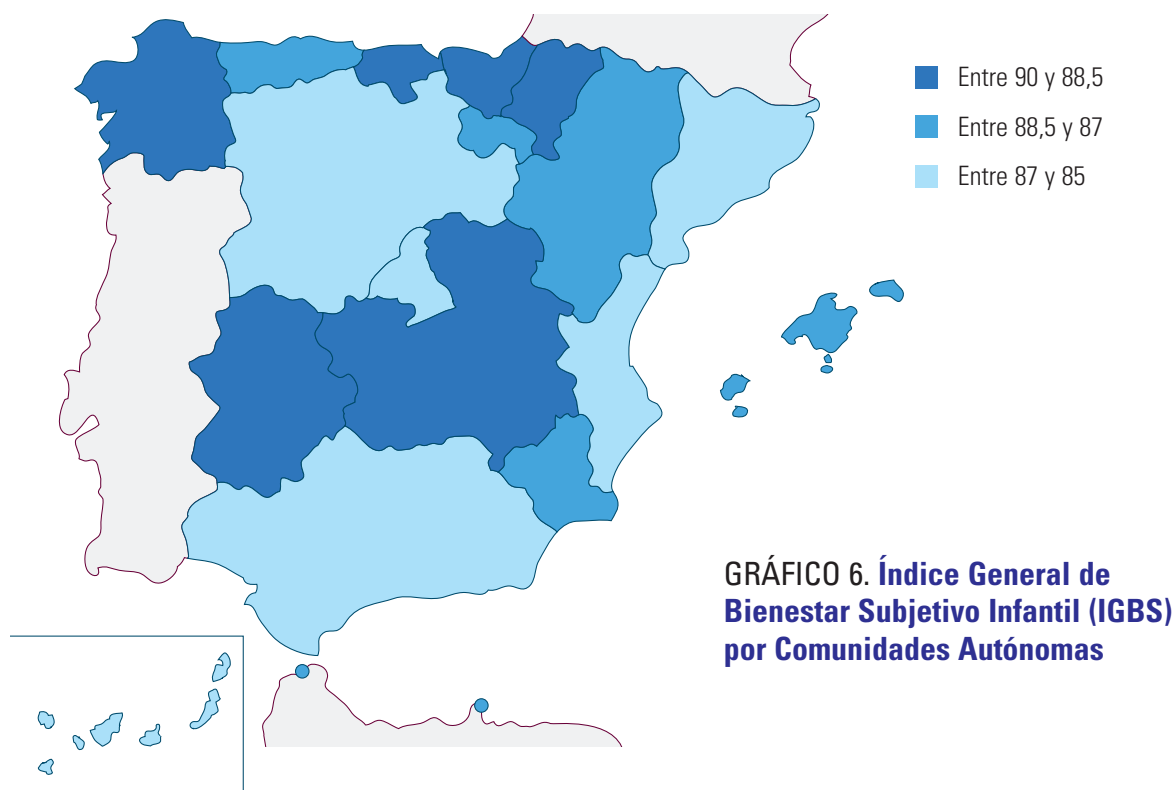 Entre 90 y 88,5
Entre 88,5 y 87
Entre 87 y 85
GRÁFICO 6. Índice General de
Bienestar Subjetivo Infantil (IGBS)
por Comunidades Autónomas